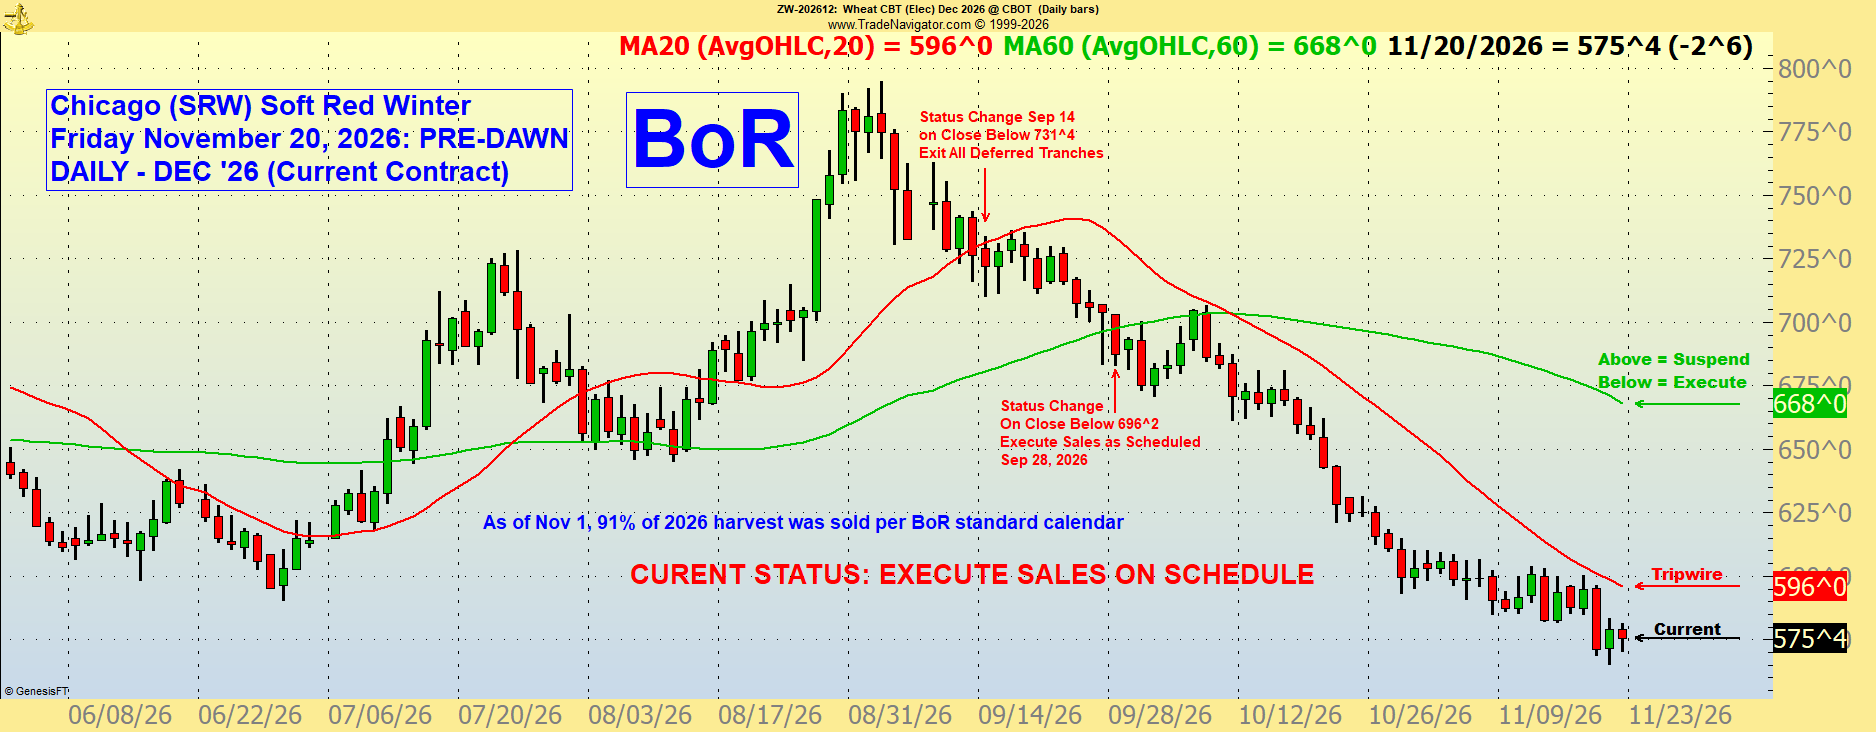 ZW-202612: Wheat CBT (Elec) Dec 2026 @ CBOT (Daily bars)
www.TradeNavigator.com © 1999-2026
MA20 (AvgOHLC,20) = 596^0 MA60 (AvgOHLC,60) = 668^0 11/20/2026 = 575^4 (-2^6)
Chicago (SRW) Soft Red Winter
Friday November 20, 2026: PRE-DAWN
DAILY - DEC '26 (Current Contract)
BoR
Status Change Sep 14
on Close Below 731^4
Exit All Deferred Tranches
800^0
775^0
750^0
725^0
700^0
Above = Suspend
Below = Execute
675^0
668^0
Status Change
On Close Below 696^2
Execute Sales as Scheduled
Sep 28, 2026
650^0
625^0
As of Nov 1, 91% of 2026 harvest was sold per BoR standard calendar
CURENT STATUS: EXECUTE SALES ON SCHEDULE
Tripwire
600^0
596^0
Current
575^4
© GenesisFT
06/08/26 06/22/26 07/06/26 07/20/26 08/03/26 08/17/26 08/31/26 09/14/26 09/28/26 10/12/26 10/26/26 11/09/26 11/23/26